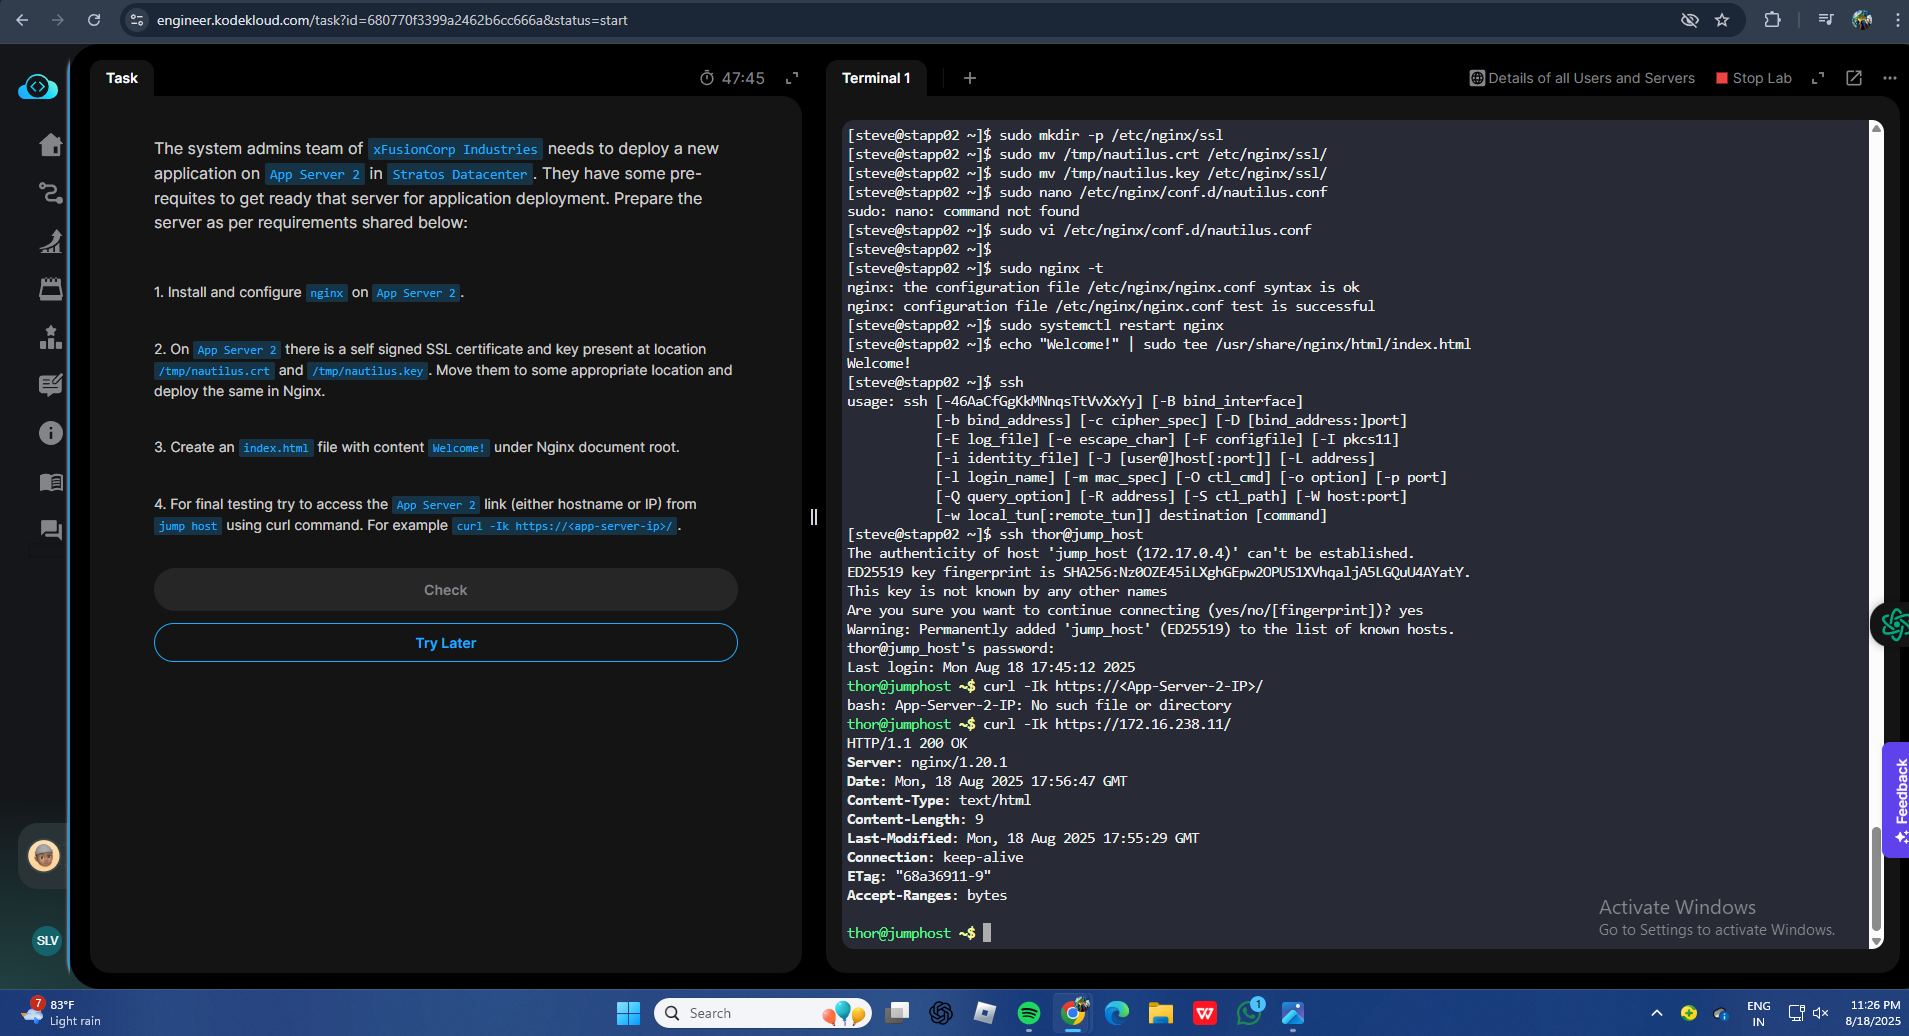 engineer.kodekloud.com/task?id=680770f3399a2462b6cc666a&status=start
Task
47:45
The system admins team of xFusionCorp Industries needs to deploy a new
application on App Server 2 in Stratos Datacenter. They have some pre-
requites to get ready that server for application deployment. Prepare the
server as per requirements shared below:
1. Install and configure nginx on App Server 2.
2. On App Server 2 there is a self signed SSL certificate and key present at location
/tmp/nautilus.crt and /tmp/nautilus.key. Move them to some appropriate location and
deploy the same in Nginx.
3. Create an index.html file with content Welcome! under Nginx document root.
4. For final testing try to access the App Server 2 link (either hostname or IP) from
jump host using curl command. For example curl -Ik https://<app-server-ip>/.
Check
Try Later
SLV
Terminal 1
+
Details of all Users and Servers
Stop Lab
[steve@stapp02 ~]$ sudo mkdir -p /etc/nginx/ssl
[steve@stapp02 ~]$ sudo mv /tmp/nautilus.crt /etc/nginx/ssl/
[steve@stapp02 ~]$ sudo mv /tmp/nautilus.key /etc/nginx/ssl/
[steve@stapp02 ~]$ sudo nano /etc/nginx/conf.d/nautilus.conf
sudo: nano: command not found
[steve@stapp02 ~]$ sudo vi /etc/nginx/conf.d/nautilus.conf
[steve@stapp02 ~]$
[steve@stapp02 ~]$ sudo nginx -t
nginx: the configuration file /etc/nginx/nginx.conf syntax is ok
nginx: configuration file /etc/nginx/nginx.conf test is successful
[steve@stapp02 ~]$ sudo systemctl restart nginx
[steve@stapp02 ~]$ echo "Welcome!" | sudo tee /usr/share/nginx/html/index.html
Welcome!
[steve@stapp02 ~]$ ssh
usage: ssh [-46AaCfGgKkMNnqsTtVvXxYy] [-B bind_interface]
[-b bind_address] [-c cipher_spec] [-D [bind_address:]port]
[-E log_file] [-e escape_char] [-F configfile] [-I pkcs11]
[-i identity_file] [-J [user@]host[:port]] [-L address]
[-l login_name] [-m mac_spec] [-O ctl_cmd] [-o option] [-p port]
[-Q query_option] [-R address] [-S ctl_path] [-W host:port]
[-w local_tun[:remote_tun]] destination [command]
[steve@stapp02 ~]$ ssh thor@jump_host
The authenticity of host 'jump_host (172.17.0.4)' can't be established.
ED25519 key fingerprint is SHA256:Nz0OZE45iLXghGEpw2OPUS1XVhqaljA5LGQuU4AYatY.
This key is not known by any other names
Are you sure you want to continue connecting (yes/no/[fingerprint])? yes
Warning: Permanently added 'jump_host' (ED25519) to the list of known hosts.
thor@jump_host's password:
Last login: Mon Aug 18 17:45:12 2025
thor@jumphost ~$ curl -Ik https://<App-Server-2-IP>/
bash: App-Server-2-IP: No such file or directory
thor@jumphost ~$ curl -Ik https://172.16.238.11/
HTTP/1.1 200 OK
Server: nginx/1.20.1
Date: Mon, 18 Aug 2025 17:56:47 GMT
Content-Type: text/html
Content-Length: 9
Last-Modified: Mon, 18 Aug 2025 17:55:29 GMT
Connection: keep-alive
ETag: "68a36911-9"
Accept-Ranges: bytes
thor@jumphost ~$
Activate Windows
Go to Settings to activate Windows.
Feedback
7
83°F
Light rain
Search
1
ENG
IN
11:26 PM
8/18/2025